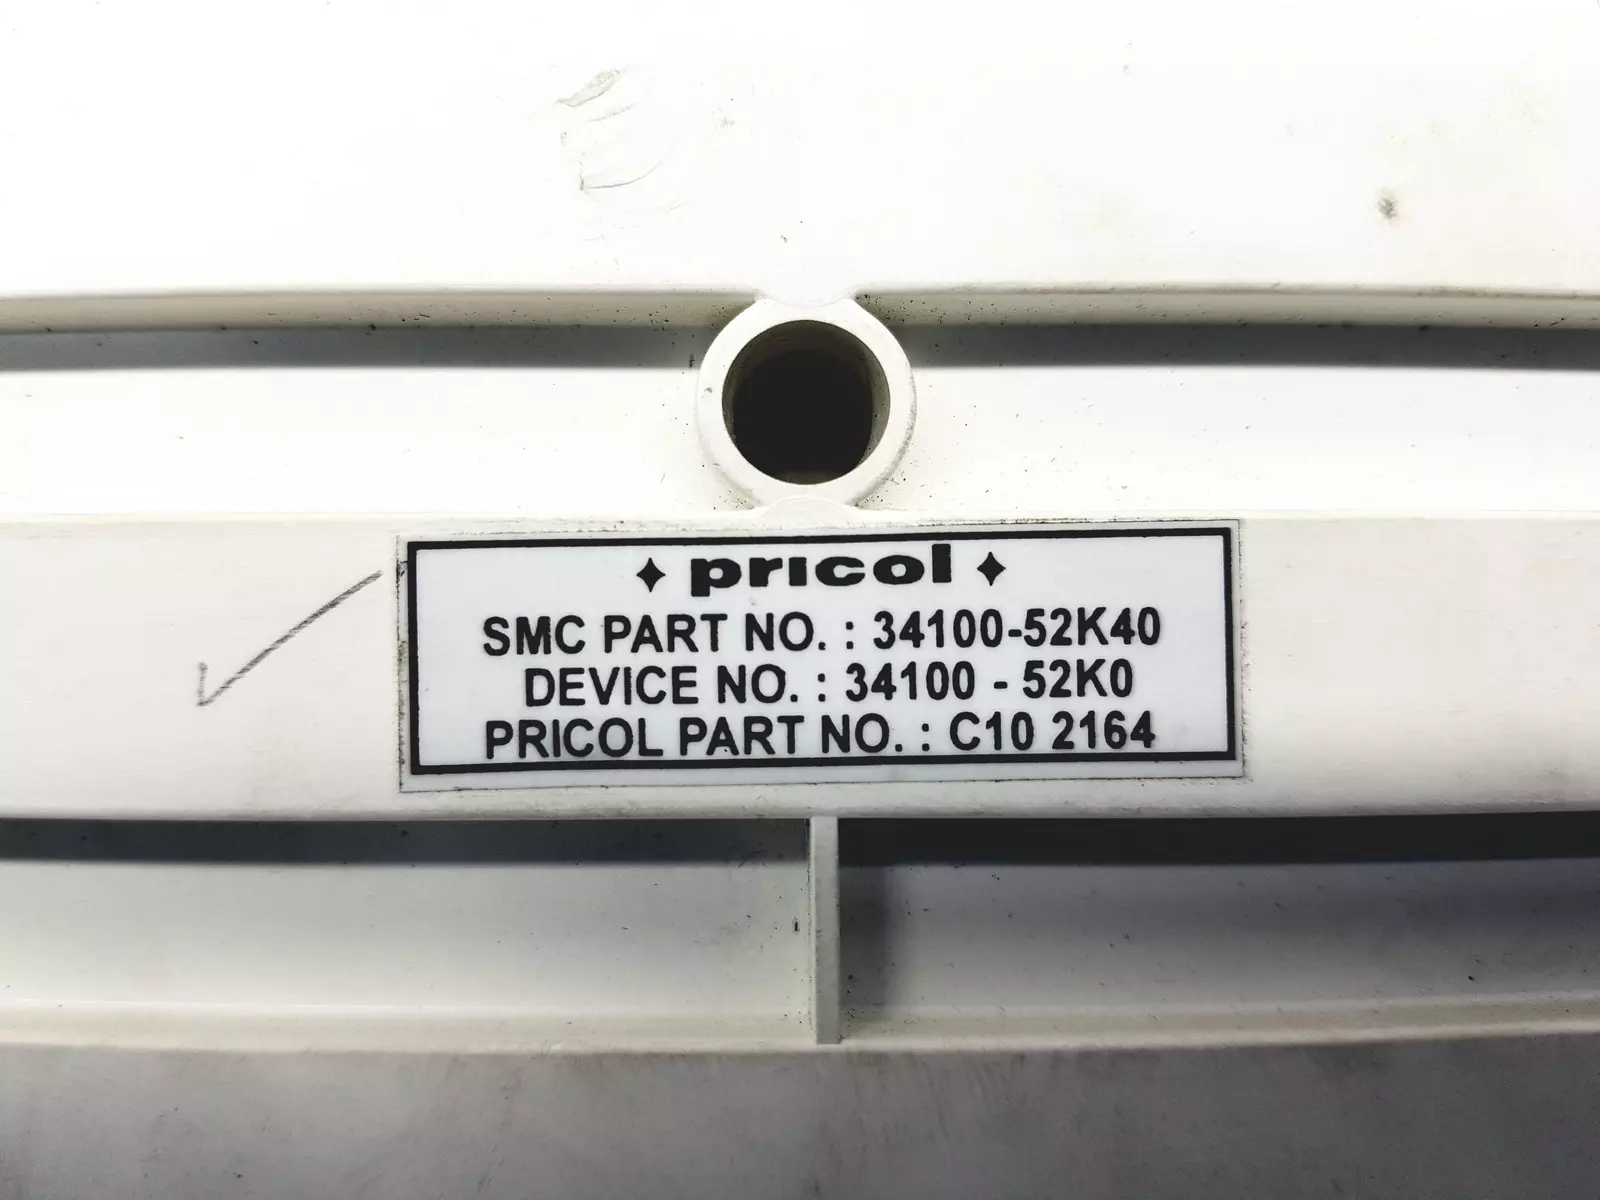 pricol
SMC PART NO. : 34100-52K40
DEVICE NO. : 34100 - 52K0
PRICOL PART NO. : C10 2164